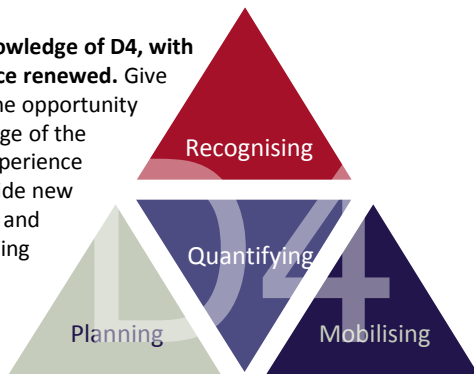 owledge of D4, with
ce renewed. Give
he opportunity
ge of the
perience
ide new
and
ing
Recognising
Quantifying
Planning
Mobilising
D4